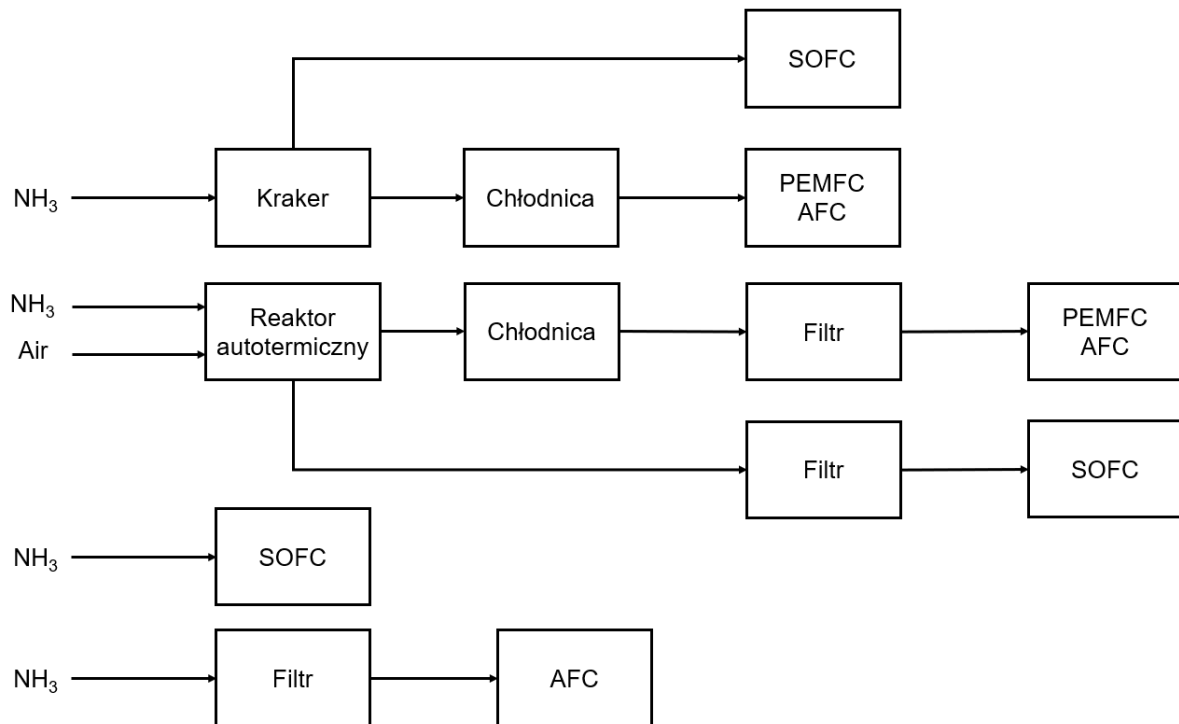 SOFC
NH₃
Kraker
Chłodnica
PEMFC
AFC
NH₃
Air
Reaktor
autotermiczny
Chłodnica
Filtr
PEMFC
AFC
Filtr
SOFC
NH₃
SOFC
NH₃
Filtr
AFC